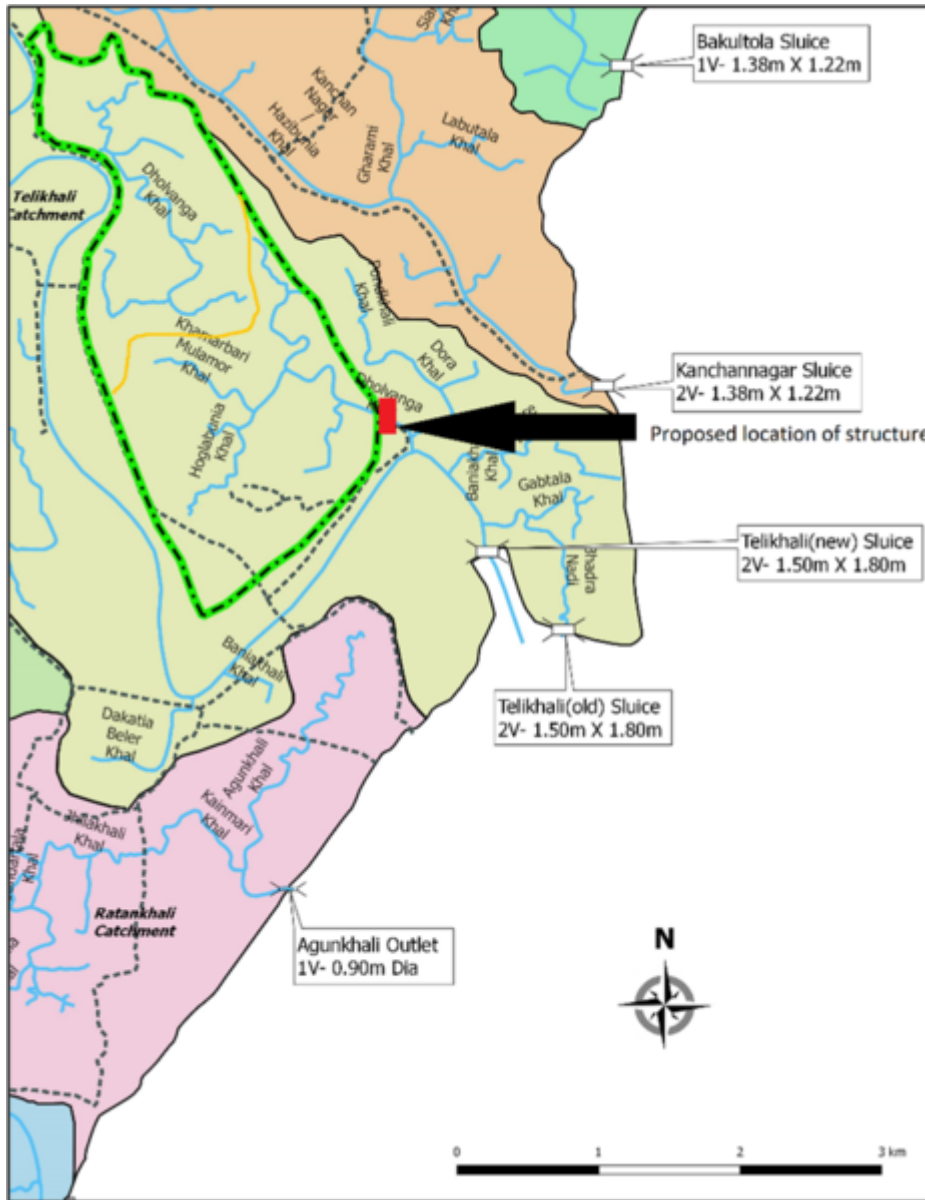 Bakultola Sluice
1V- 1.38m X 1.22m
Kanchan
Nagar
Hazibunia
Khal
Gharami
Khal
Labutala
Khal
Telikhali
Catchment
Dholvanga
Khal
Khamarbari
Mulamor
Khal
Hoglabunia
Khal
Khal
Dora
Khal
Dholvanga
Kanchannagar Sluice
2V- 1.38m X 1.22m
Proposed location of structure
Khal
Gabtala
Khal
Nadi
Telikhali(new) Sluice
2V- 1.50m X 1.80m
Telikhali(old) Sluice
2V- 1.50m X 1.80m
Baniakhali
Khal
Dakatia
Beler
Khal
Agunkhali
Khal
Kainmari
Khal
Khal
Khal
Ratankhali
Catchment
Agunkhali Outlet
1V- 0.90m Dia
N
0 1 2 3 km